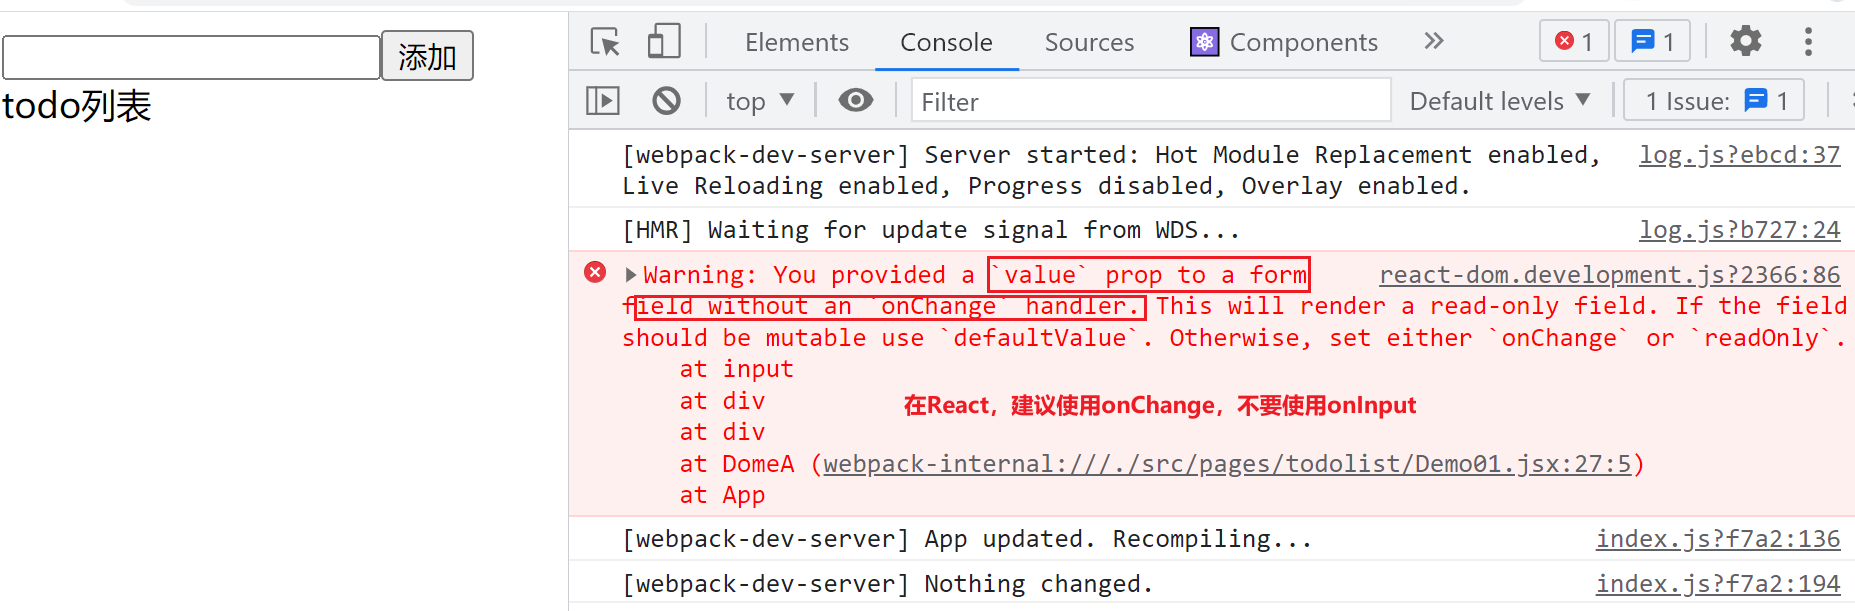 添加
todo列表
Elements Console Sources Components 1 1
top Filter Default levels 1 Issue: 1
[webpack-dev-server] Server started: Hot Module Replacement enabled, log.js?ebcd:37
Live Reloading enabled, Progress disabled, Overlay enabled.
[HMR] Waiting for update signal from WDS... log.js?b727:24
Warning: You provided a `value` prop to a form react-dom.development.js?2366:86
field without an `onChange` handler. This will render a read-only field. If the field
should be mutable use `defaultValue`. Otherwise, set either `onChange` or `readOnly`.
at input
at div
在React，建议使用onChange，不要使用onInput
at div
at DomeA (webpack-internal:///./src/pages/todolist/Demo01.jsx:27:5)
at App
[webpack-dev-server] App updated. Recompiling... index.js?f7a2:136
[webpack-dev-server] Nothing changed. index.js?f7a2:194